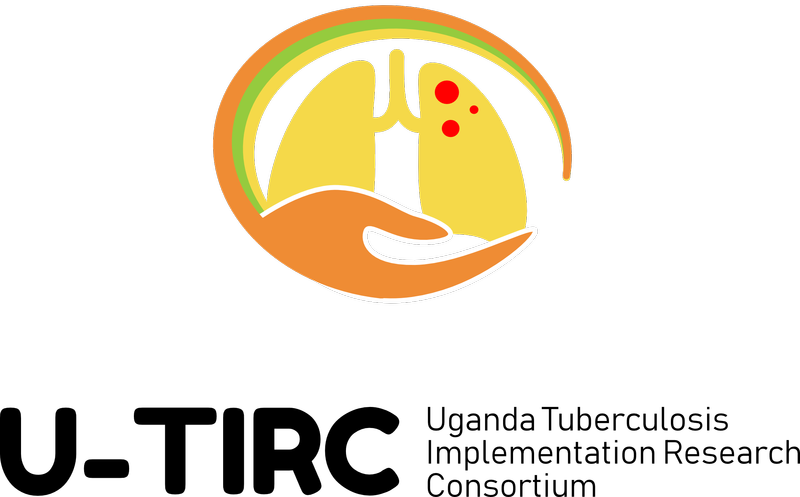 U-TIRC
Uganda Tuberculosis
Implementation Research
Consortium